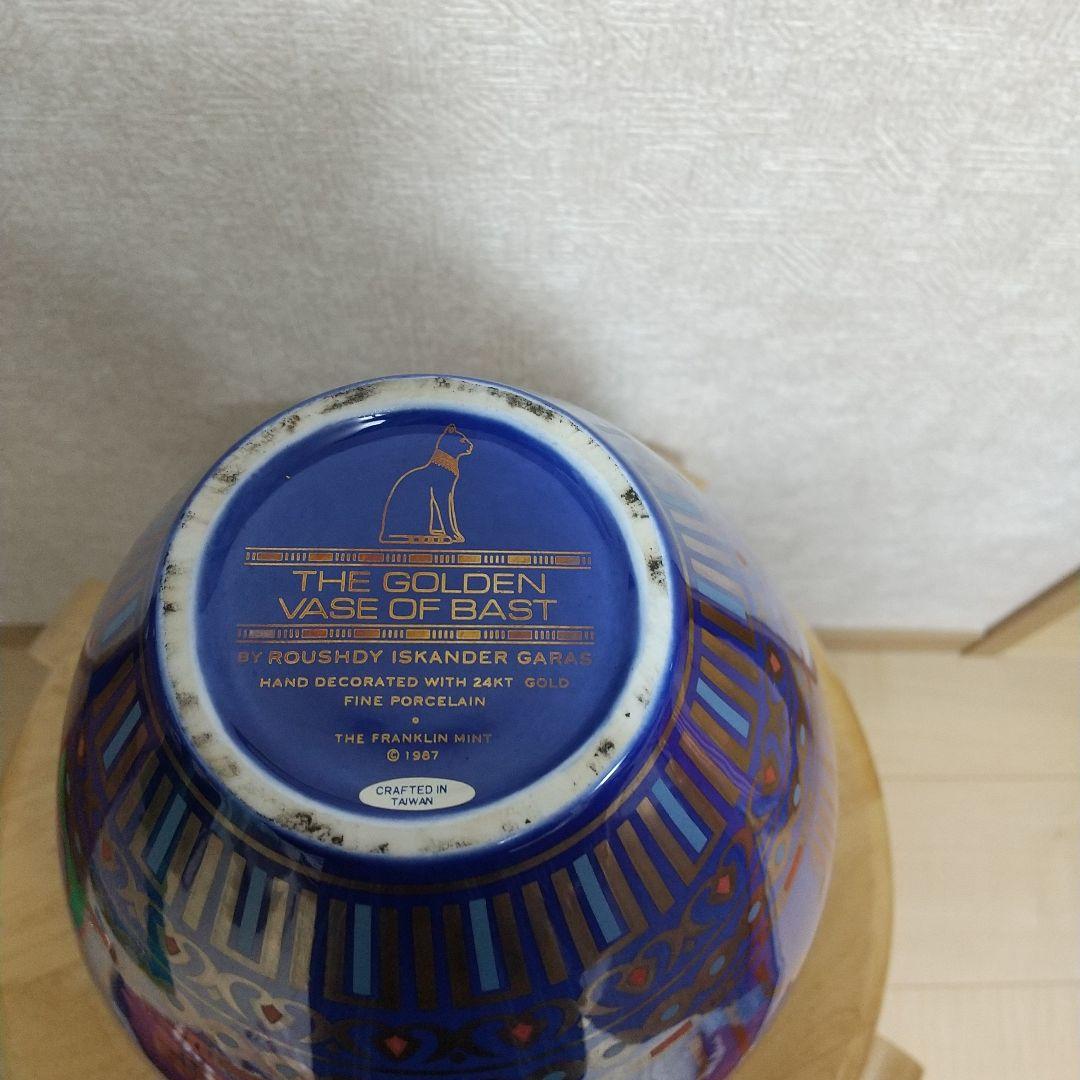 THE GOLDEN
VASE OF BAST
BY ROUSHDY ISKANDER GARAS
HAND DECORATED WITH 24KT GOLD
FINE PORCELAIN
THE FRANKLIN MINT
© 1987
CRAFTED IN
TAIWAN